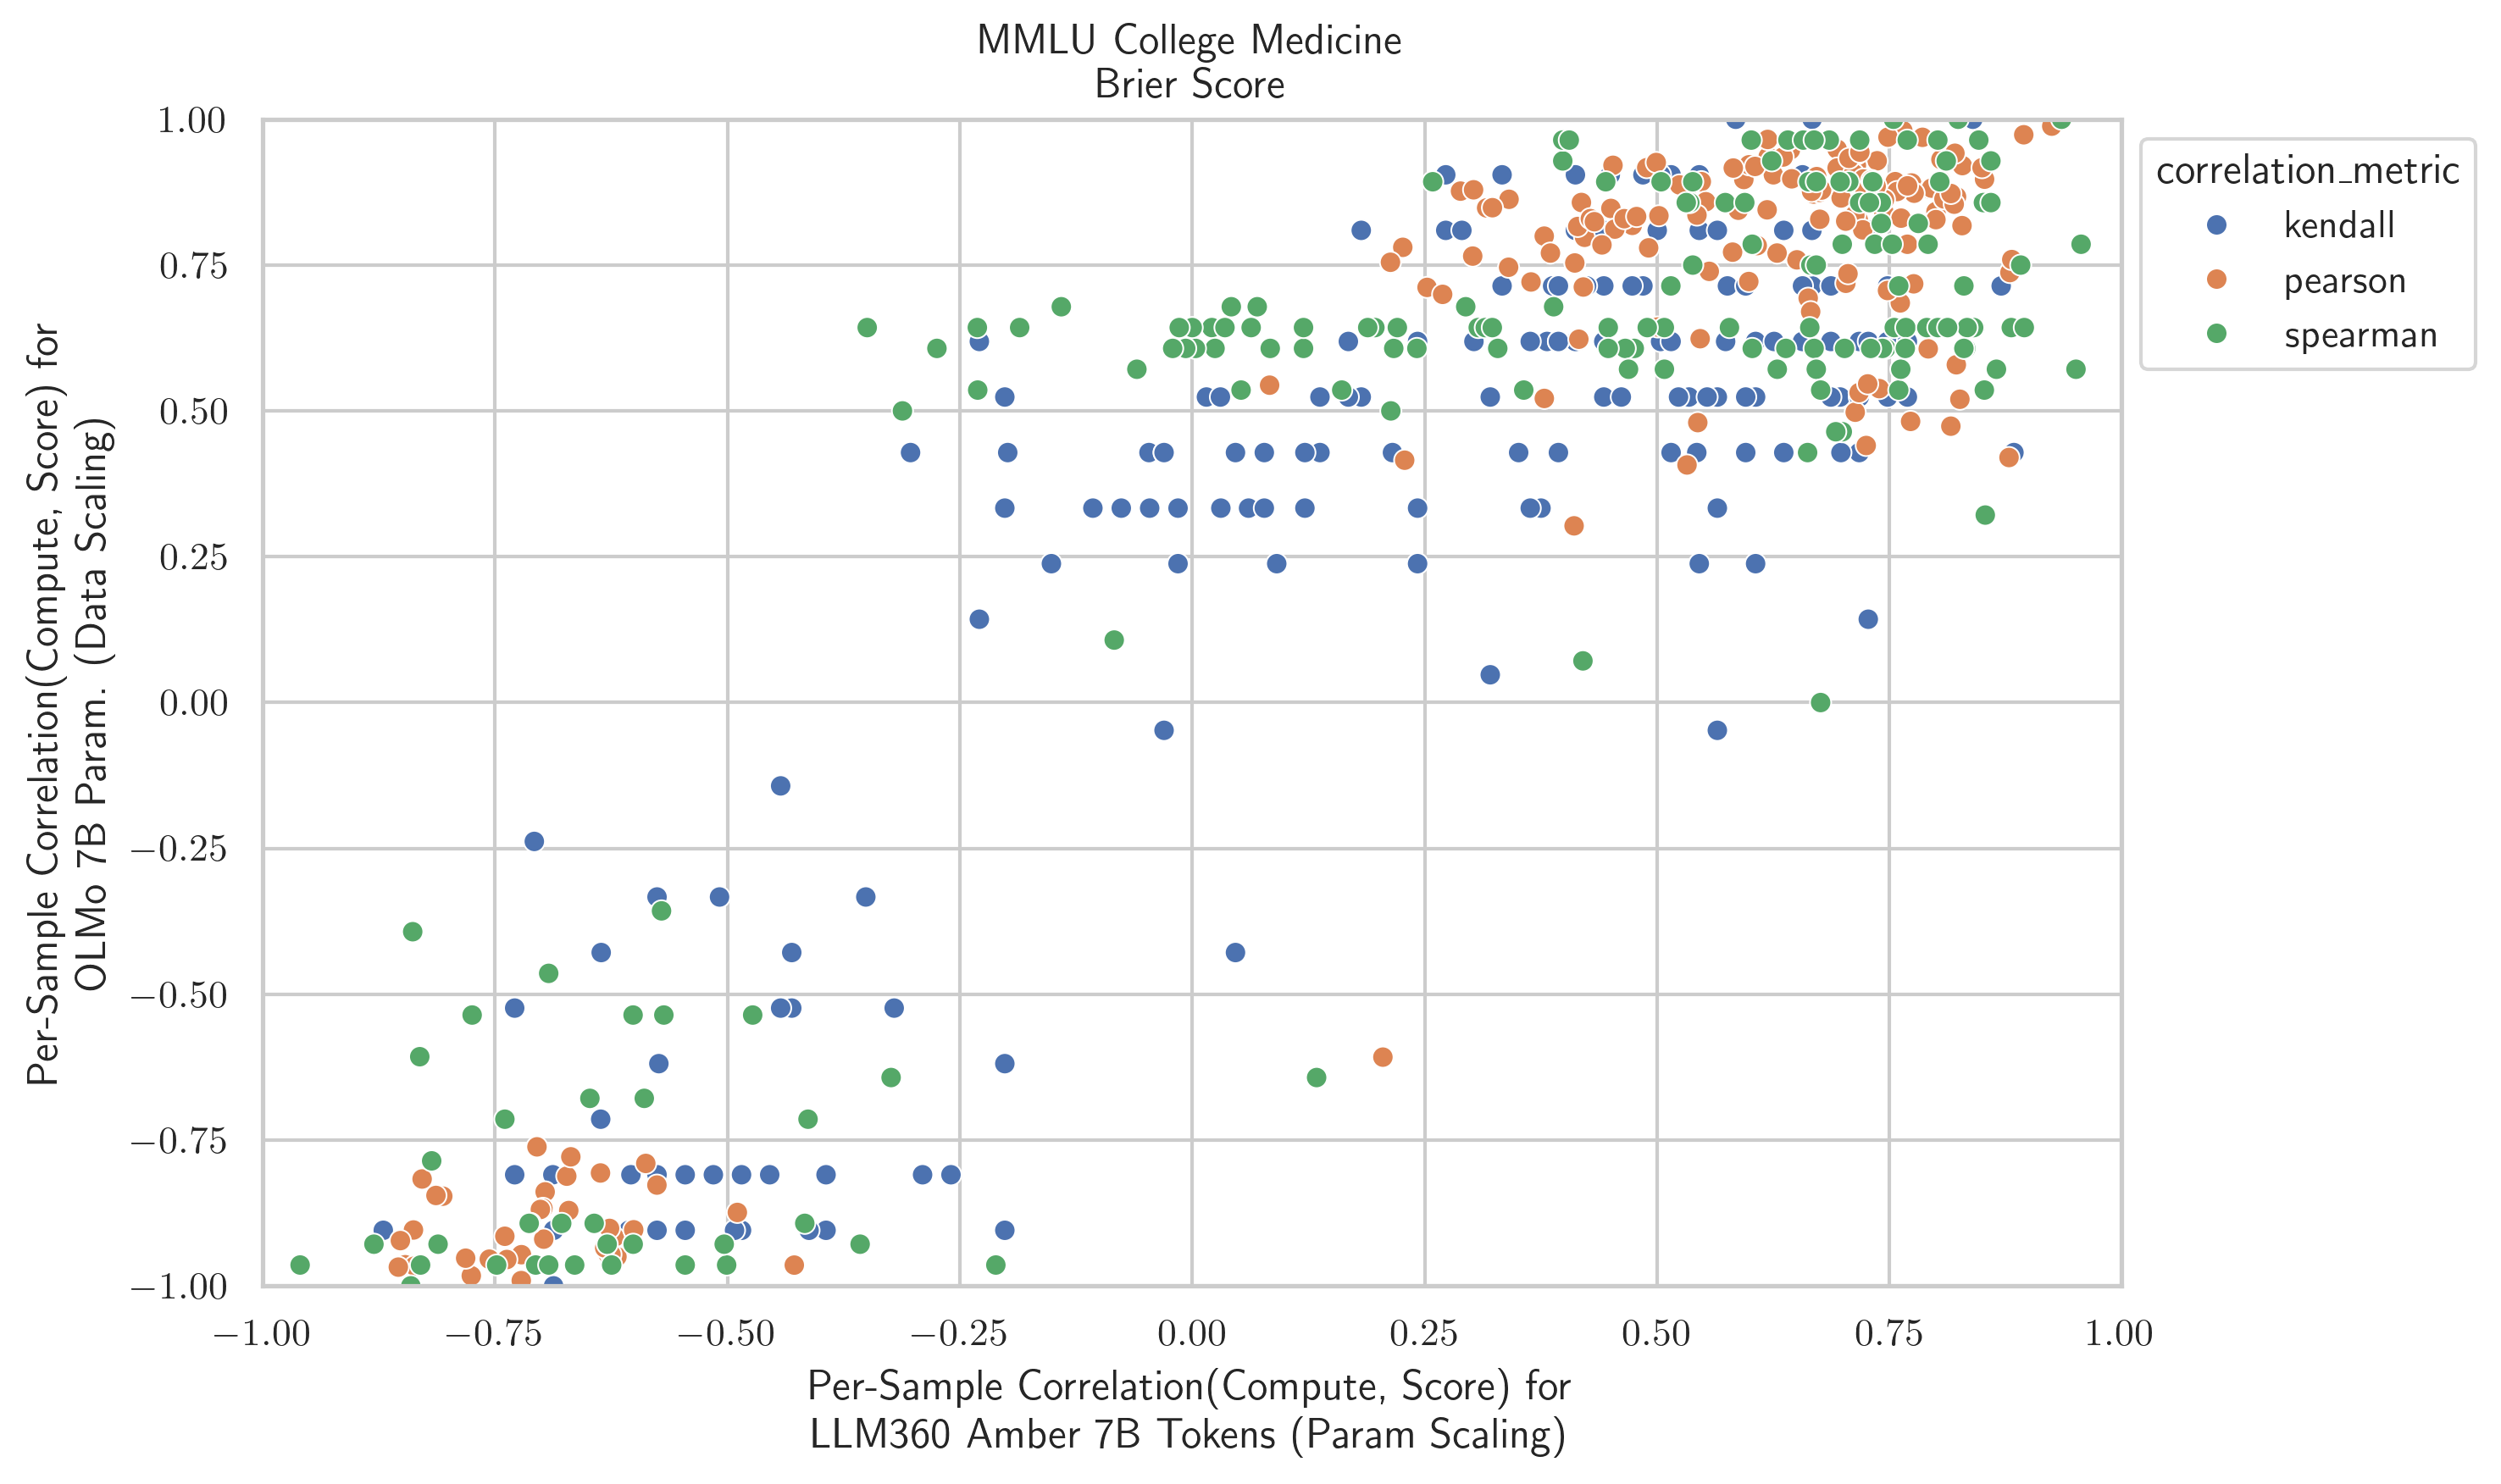 MMLU College Medicine
Brier Score
Per-Sample Correlation(Compute, Score) for
OLMo 7B Param. (Data Scaling)
1.00
0.75
0.50
0.25
0.00
−0.25
−0.50
−0.75
−1.00
−1.00 −0.75 −0.50 −0.25 0.00 0.25 0.50 0.75 1.00
Per-Sample Correlation(Compute, Score) for
LLM360 Amber 7B Tokens (Param Scaling)
correlation_metric
kendall
pearson
spearman